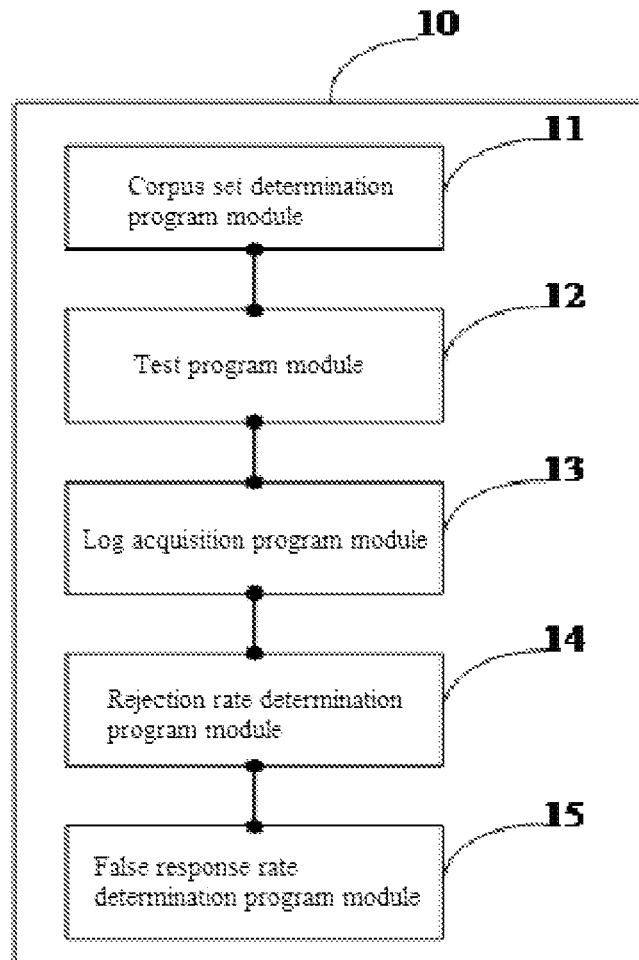 10
11
Corpus set determination
program module
12
Test program module
13
Log acquisition program module
14
Rejection rate determination
program module
15
False response rate
determination program module